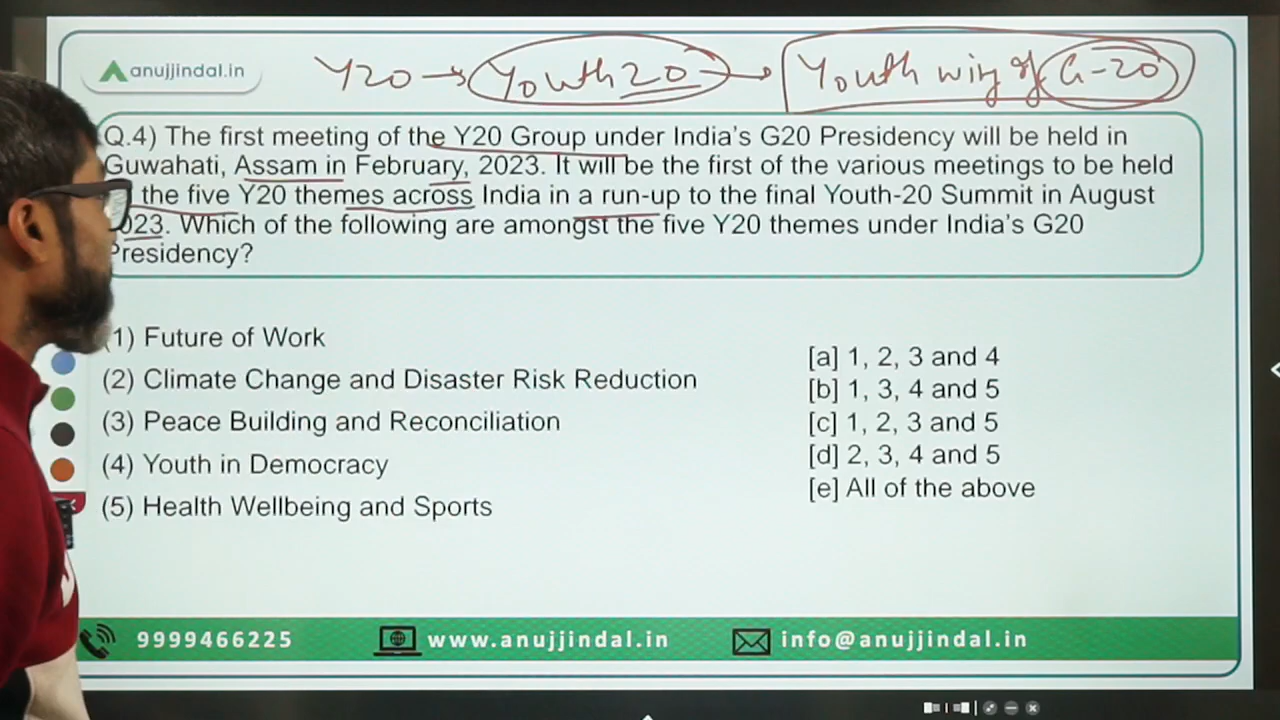 anujjindal.in
Y20 → Youth 20 → Youth wing of G-20
Q.4) The first meeting of the Y20 Group under India's G20 Presidency will be held in
Guwahati, Assam in February, 2023. It will be the first of the various meetings to be held
the five Y20 themes across India in a run-up to the final Youth-20 Summit in August
023. Which of the following are amongst the five Y20 themes under India's G20
Presidency?
(1) Future of Work
(2) Climate Change and Disaster Risk Reduction
(3) Peace Building and Reconciliation
(4) Youth in Democracy
(5) Health Wellbeing and Sports
[a] 1, 2, 3 and 4
[b] 1, 3, 4 and 5
[c] 1, 2, 3 and 5
[d] 2, 3, 4 and 5
[e] All of the above
9999466225 www.anujjindal.in info@anujjindal.in